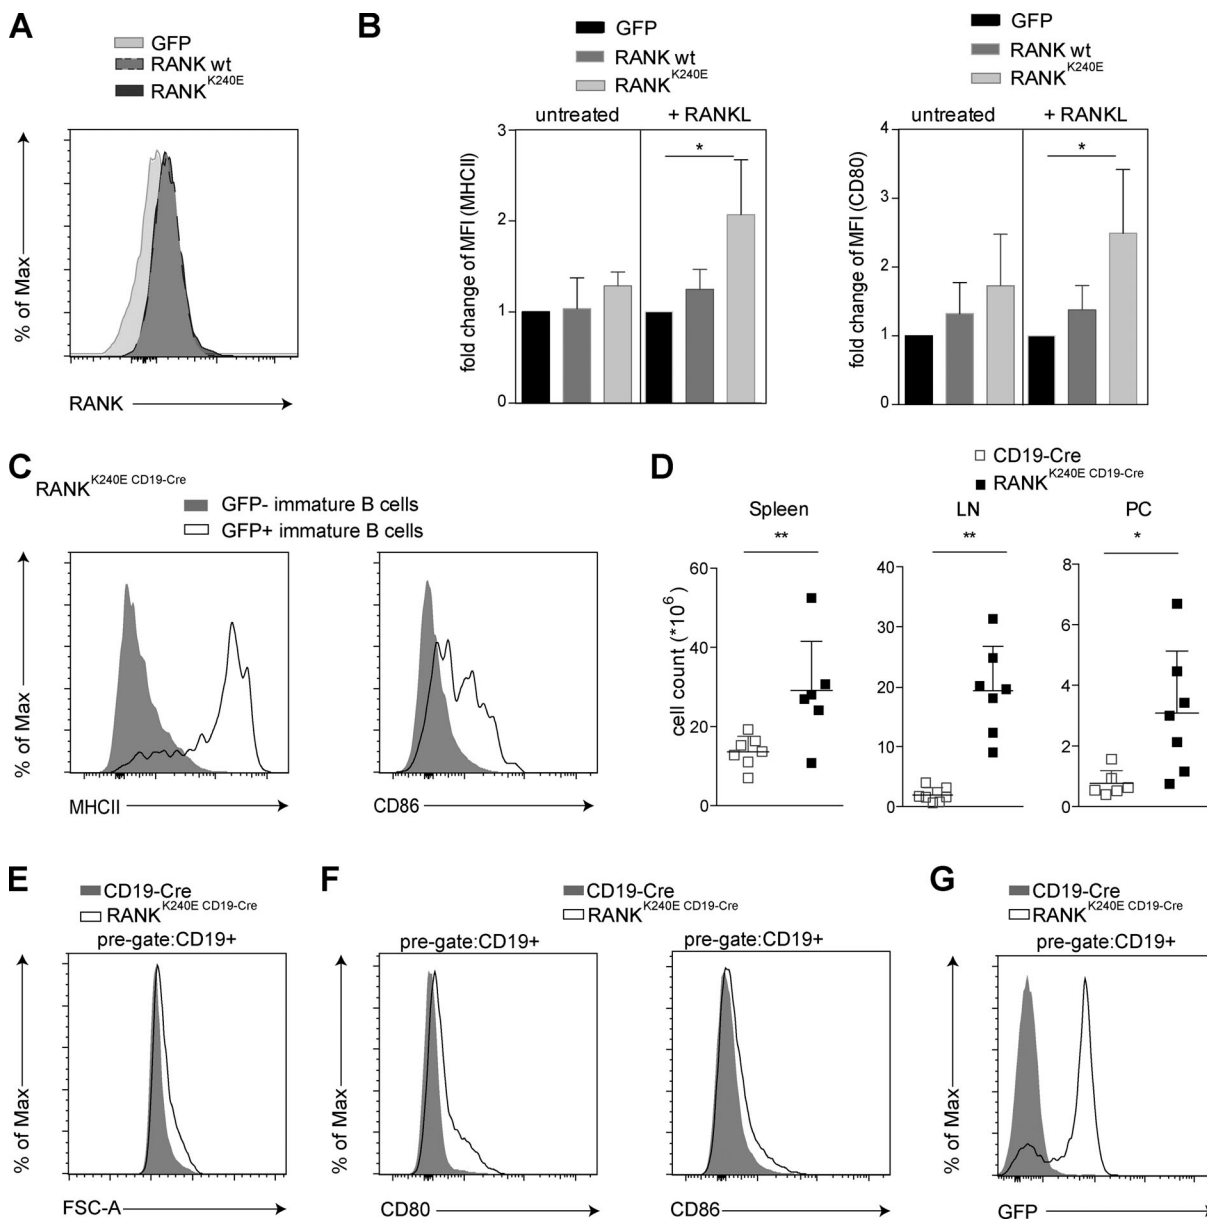 A
GFP
RANK wt
RANK K240E
% of Max
RANK
B
GFP
RANK wt
RANK K240E
untreated
+ RANKL
fold change of MFI (MHCII)
3
2
1
0
*
GFP
RANK wt
RANK K240E
untreated
+ RANKL
fold change of MFI (CD80)
4
3
2
1
0
*
C
RANK K240E CD19-Cre
GFP- immature B cells
GFP+ immature B cells
% of Max
MHCII
CD86
D
CD19-Cre
RANK K240E CD19-Cre
Spleen
LN
PC
**
**
*
cell count (*10 6)
60
40
20
0
40
30
20
10
0
8
6
4
2
0
E
CD19-Cre
RANK K240E CD19-Cre
pre-gate:CD19+
% of Max
FSC-A
F
CD19-Cre
RANK K240E CD19-Cre
pre-gate:CD19+
pre-gate:CD19+
% of Max
% of Max
CD80
CD86
G
CD19-Cre
RANK K240E CD19-Cre
pre-gate:CD19+
% of Max
GFP